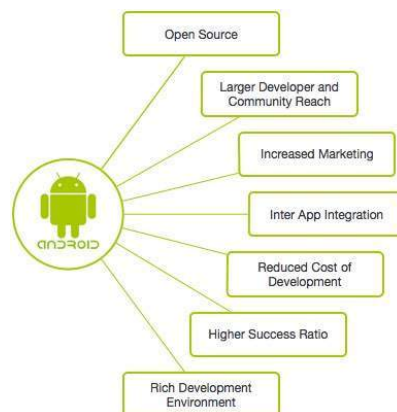 Open Source
Larger Developer and
Community Reach
Increased Marketing
ANDROID
Inter App Integration
Reduced Cost of
Development
Higher Success Ratio
Rich Development
Environment